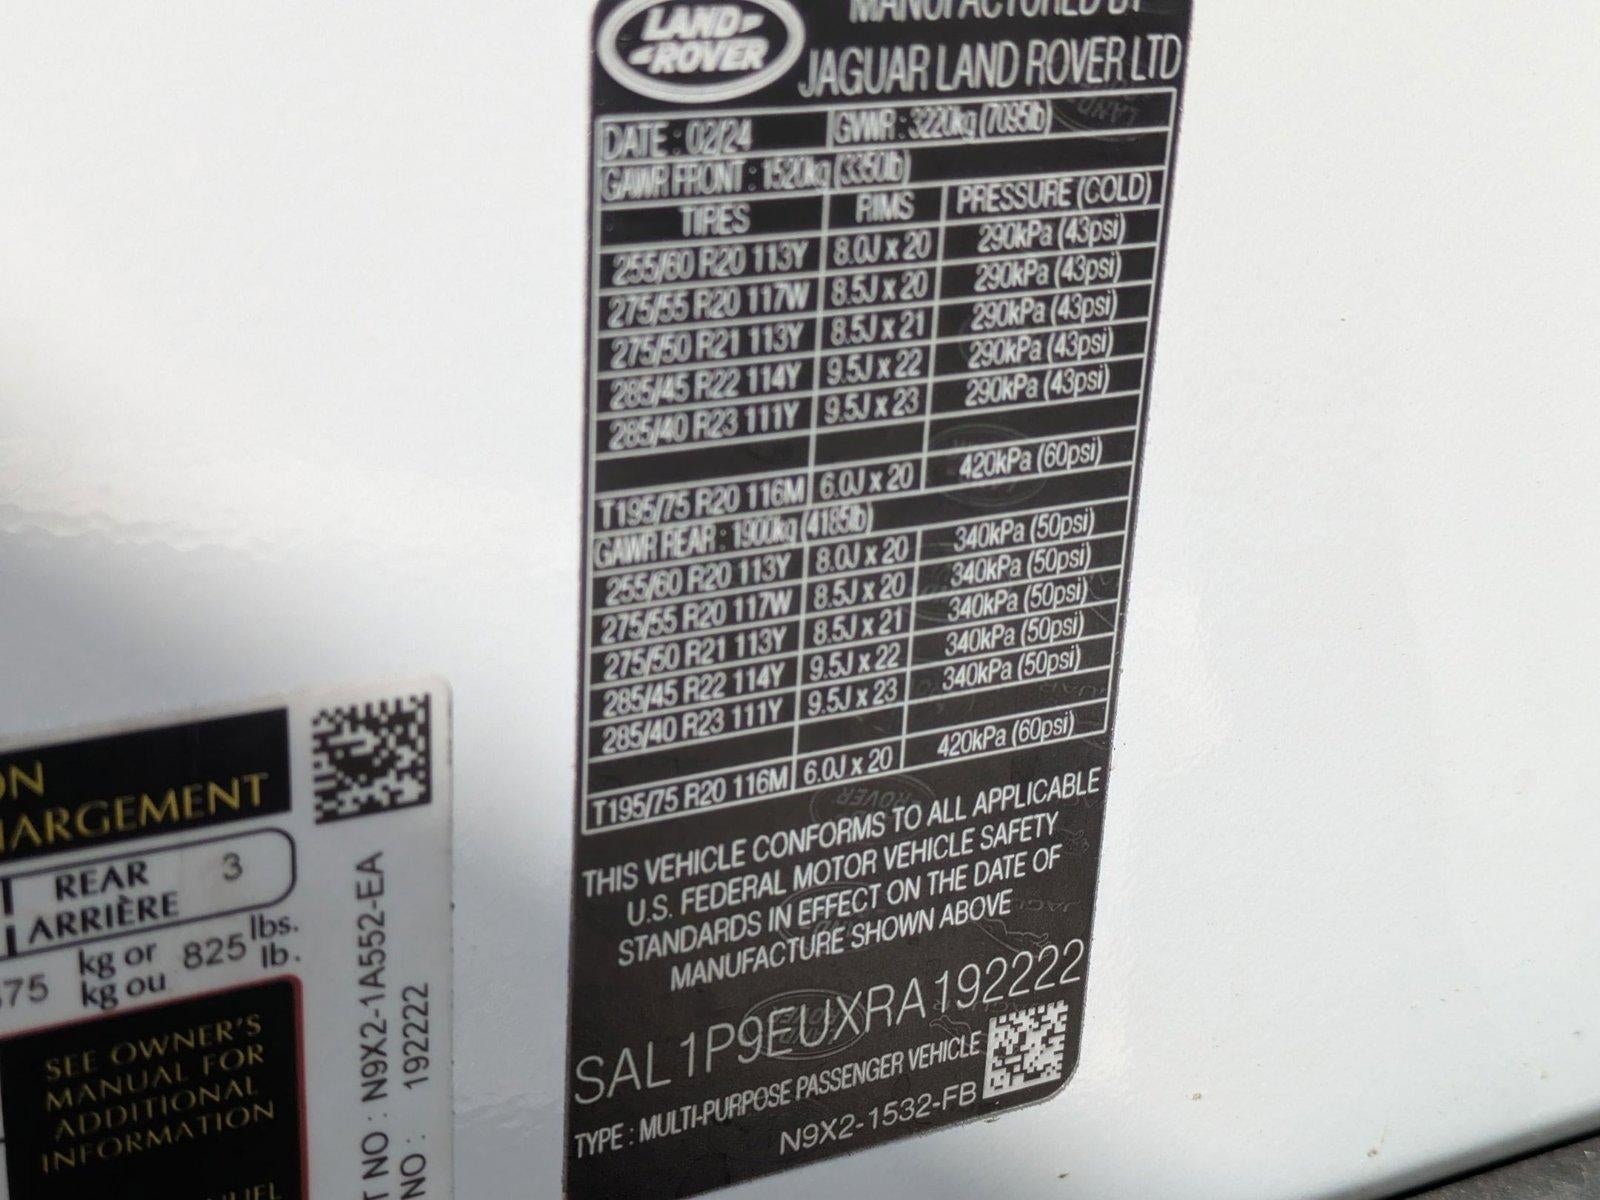 LAND
ROVER
MANUFACTURED BY
JAGUAR LAND ROVER LTD
DATE : 02/24 GVWR : 3220kg (7095lb)
GAWR FRONT : 1520kg (3350lb)
TIRES RIMS PRESSURE (COLD)
255/60 R20 113Y 8.0J x 20 290kPa (43psi)
275/55 R20 117W 8.5J x 20 290kPa (43psi)
275/50 R21 113Y 8.5J x 21 290kPa (43psi)
285/45 R22 114Y 9.5J x 22 290kPa (43psi)
285/40 R23 111Y 9.5J x 23 290kPa (43psi)
T195/75 R20 116M 6.0J x 20 420kPa (60psi)
GAWR REAR : 1900kg (4185lb)
255/60 R20 113Y 8.0J x 20 340kPa (50psi)
275/55 R20 117W 8.5J x 20 340kPa (50psi)
275/50 R21 113Y 8.5J x 21 340kPa (50psi)
285/45 R22 114Y 9.5J x 22 340kPa (50psi)
285/40 R23 111Y 9.5J x 23 340kPa (50psi)
T195/75 R20 116M 6.0J x 20 420kPa (60psi)
THIS VEHICLE CONFORMS TO ALL APPLICABLE
U.S. FEDERAL MOTOR VEHICLE SAFETY
STANDARDS IN EFFECT ON THE DATE OF
MANUFACTURE SHOWN ABOVE
SAL1P9EUXRA192222
TYPE : MULTI-PURPOSE PASSENGER VEHICLE
N9X2-1532-FB
ON
HARGEMENT
REAR 3
ARRIÈRE
75 kg or 825 lbs.
kg ou lb.
SEE OWNER'S
MANUAL FOR
ADDITIONAL
INFORMATION
T NO : N9X2-1A552-EA
NO : 192222